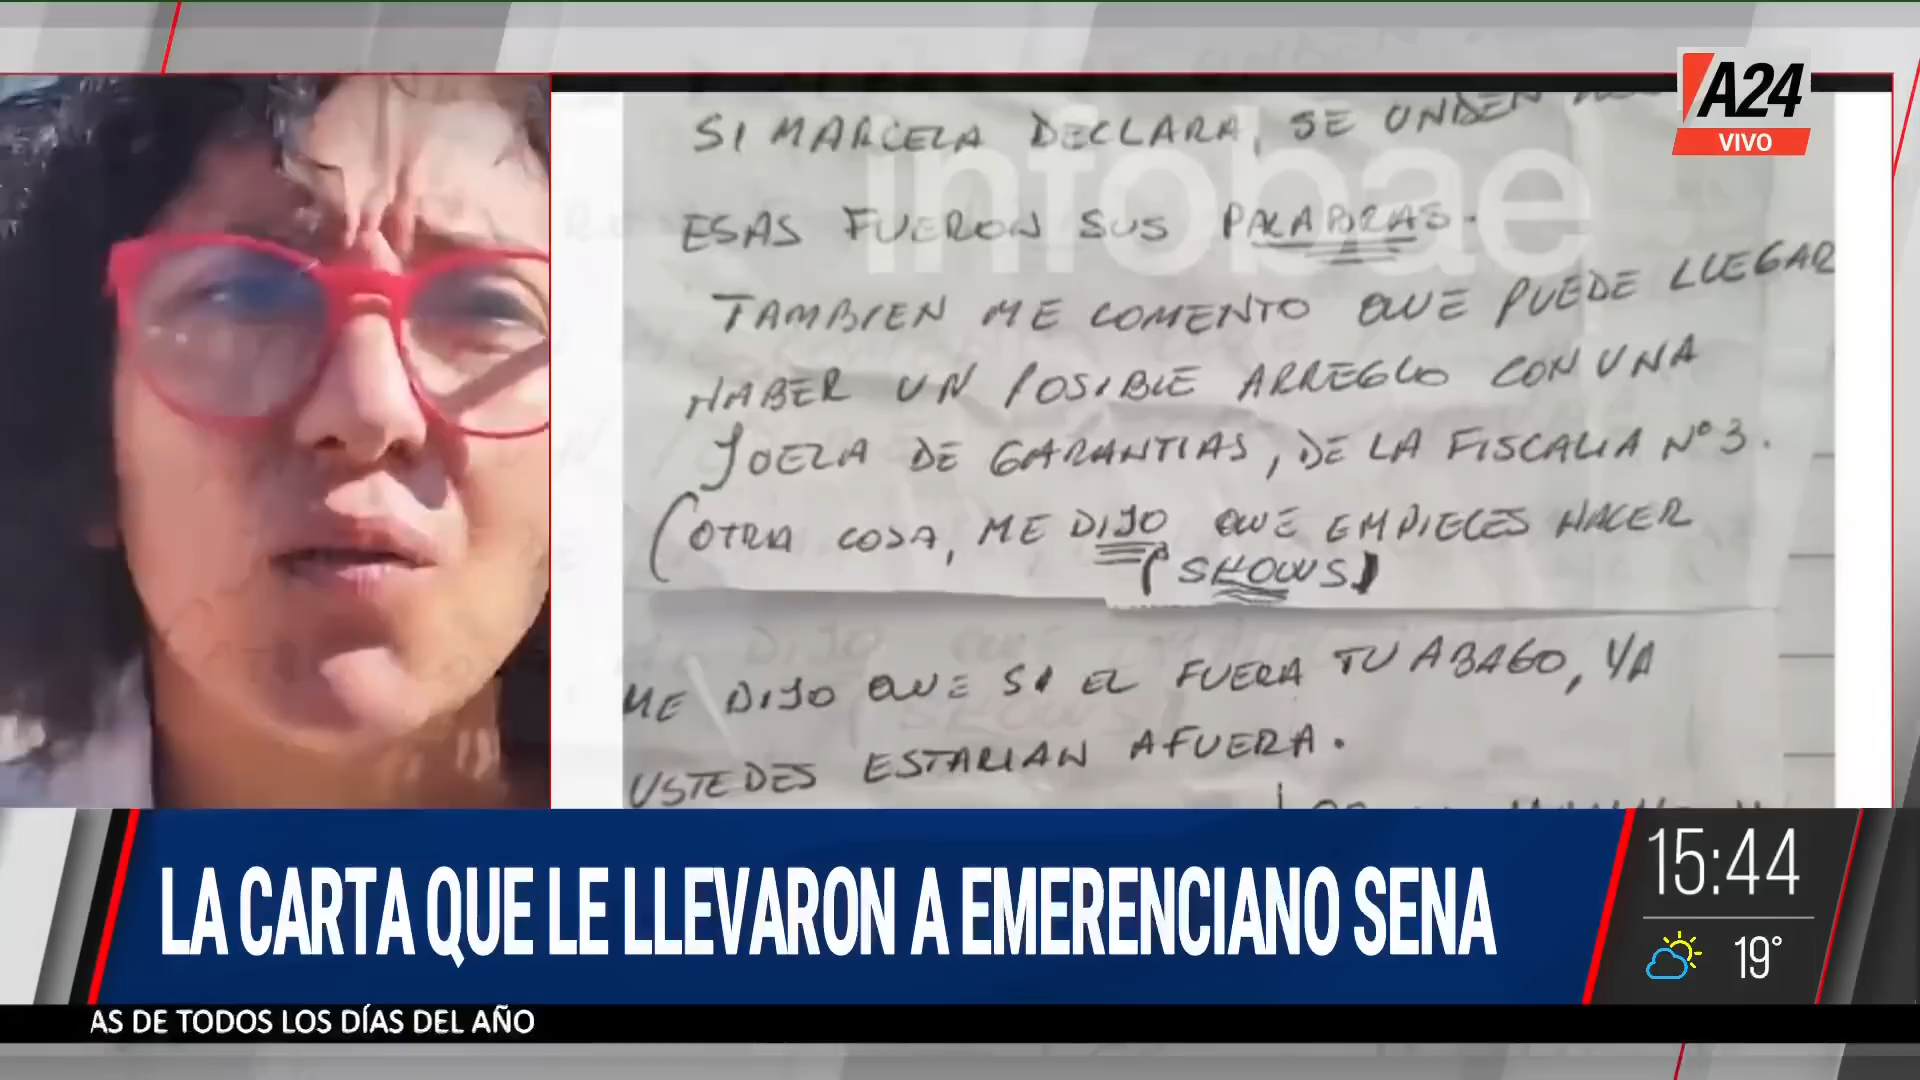 A24
VIVO
infobae
SI MARCELA DECLARA, SE UNDEN
ESAS FUERON SUS PALABRAS.
TAMBIEN ME COMENTO QUE PUEDE LLEGAR
HABER UN POSIBLE ARREGLO CON UNA
JUEZA DE GARANTIAS, DE LA FISCALIA Nº 3.
(OTRA COSA, ME DIJO QUE EMPIECES HACER
(SHOWS)
ME DIJO QUE SI EL FUERA TU ABAGO, YA
USTEDES ESTARIAN AFUERA.
LA CARTA QUE LE LLEVARON A EMERENCIANO SENA
15:44
19°
AS DE TODOS LOS DÍAS DEL AÑO